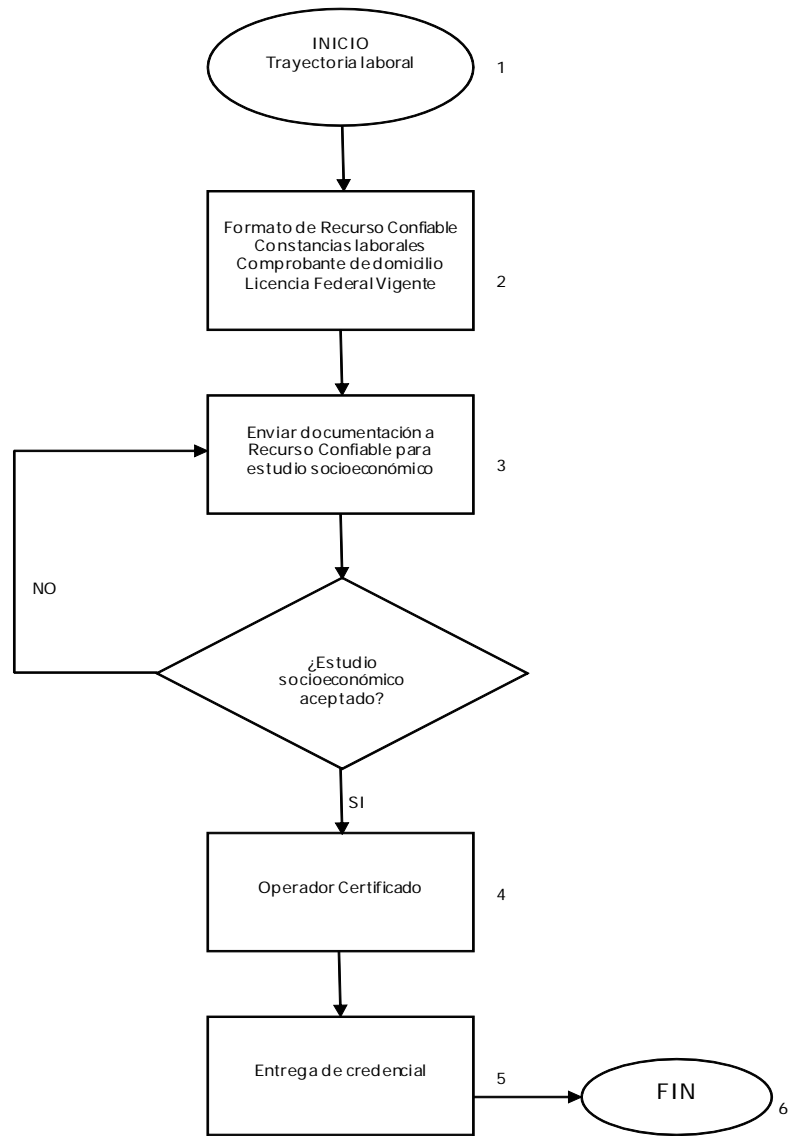 INICIO
Trayectoria laboral
1
Formato de Recurso Confiable
Constancias laborales
Comprobante de domicilio
Licencia Federal Vigente
2
Enviar documentación a
Recurso Confiable para
estudio socioeconómico
3
NO
¿Estudio
socioeconómico
aceptado?
SI
Operador Certificado
4
Entrega de credencial
5
FIN
6